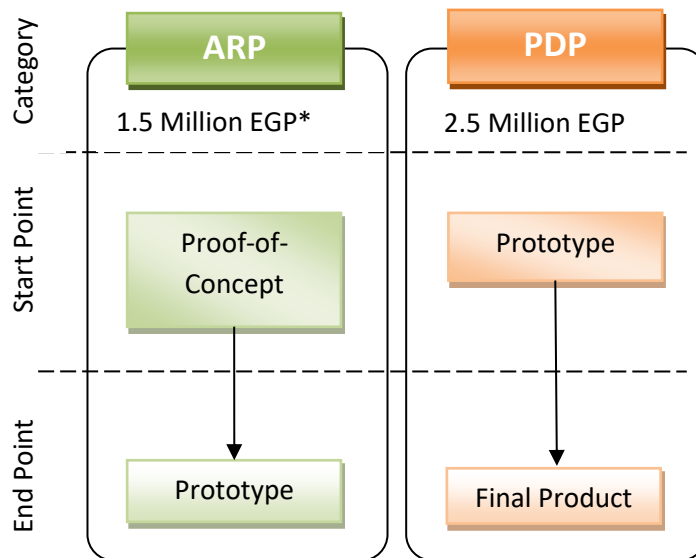 Category
ARP
PDP
1.5 Million EGP*
2.5 Million EGP
Start Point
Proof-of-
Concept
Prototype
End Point
Prototype
Final Product